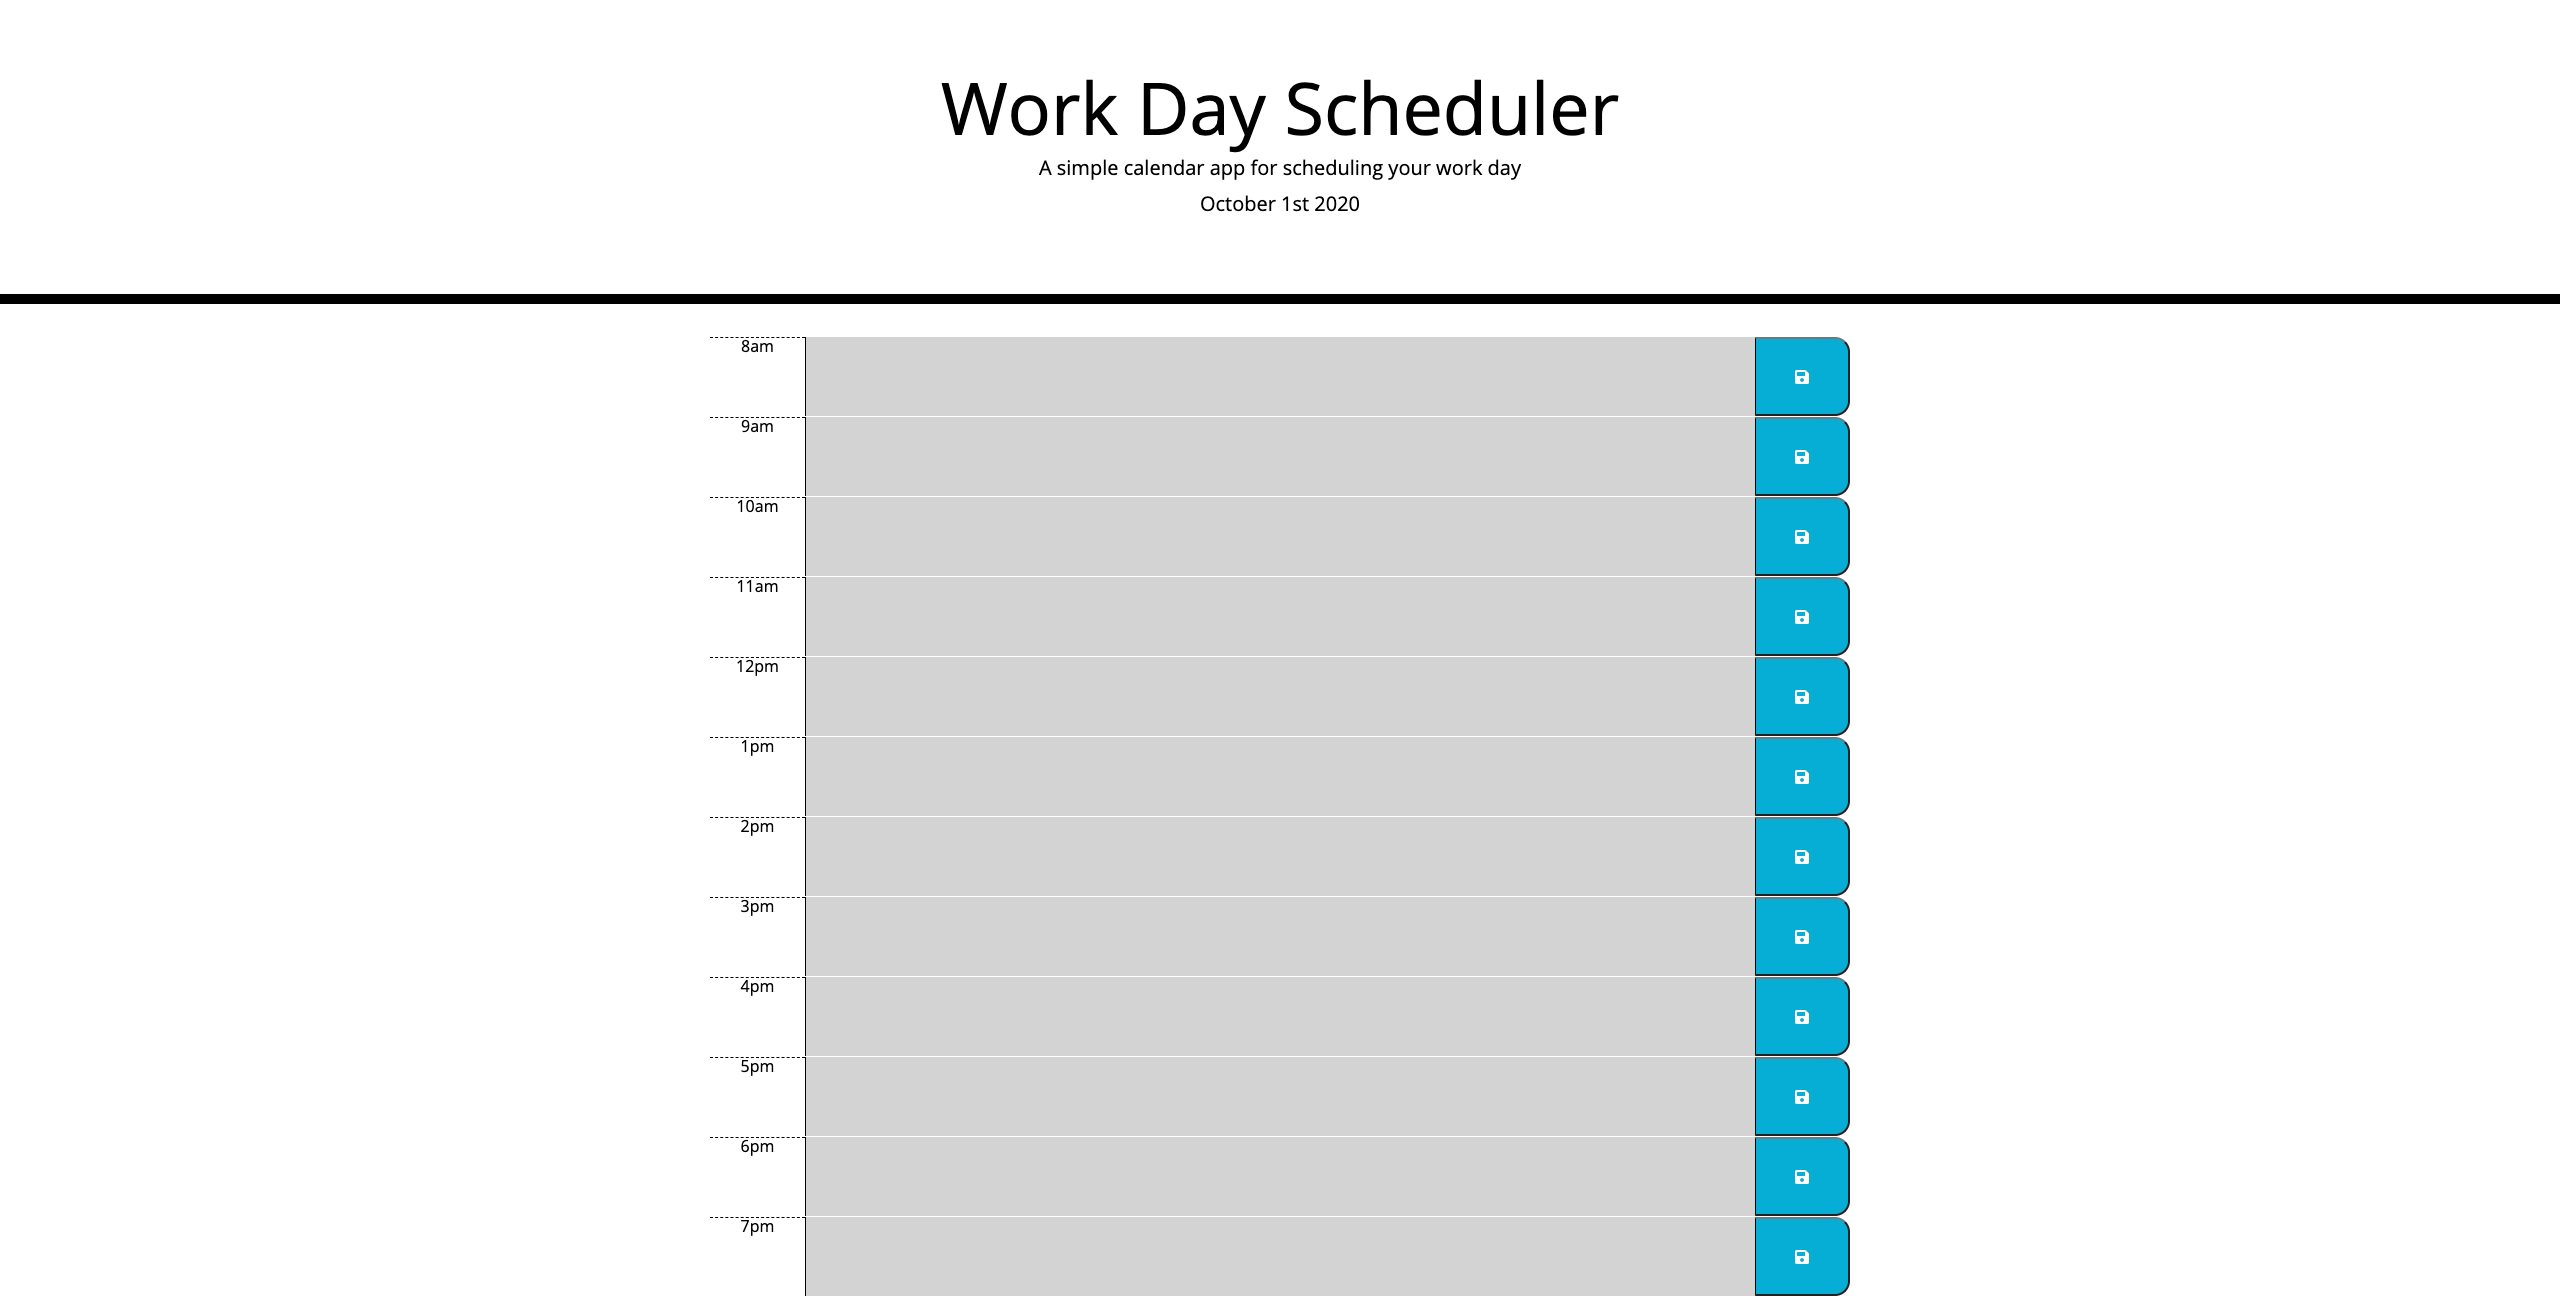 Work Day Scheduler
A simple calendar app for scheduling your work day
October 1st 2020
8am
9am
10am
11am
12pm
1pm
2pm
3pm
4pm
5pm
6pm
7pm